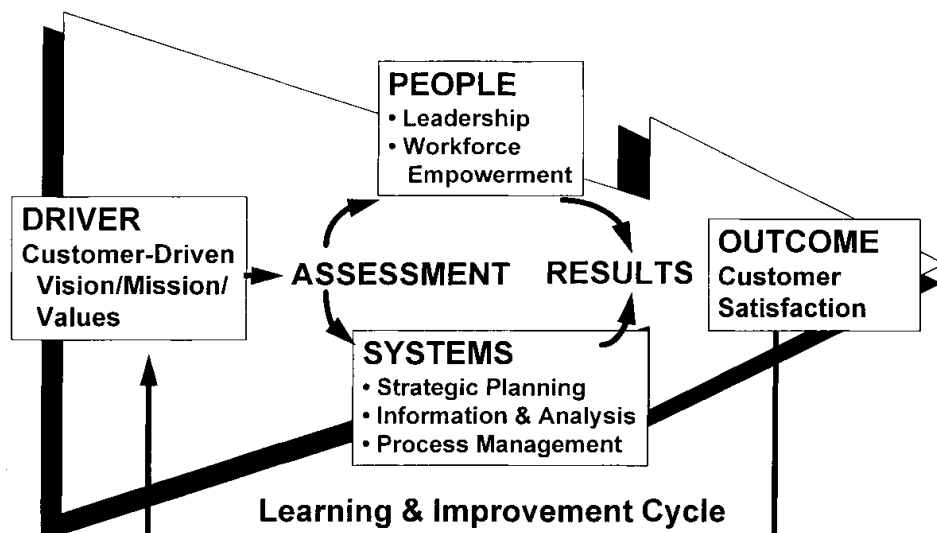 PEOPLE
• Leadership
• Workforce
Empowerment
DRIVER
Customer-Driven
Vision/Mission/
Values
ASSESSMENT
RESULTS
OUTCOME
Customer
Satisfaction
SYSTEMS
• Strategic Planning
• Information & Analysis
• Process Management
Learning & Improvement Cycle